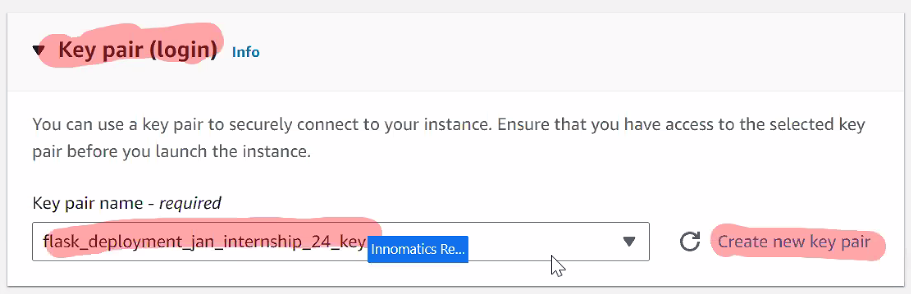 Key pair (login) Info
You can use a key pair to securely connect to your instance. Ensure that you have access to the selected key
pair before you launch the instance.
Key pair name - required
flask_deployment_jan_internship_24_key
Innomatics Re...
Create new key pair